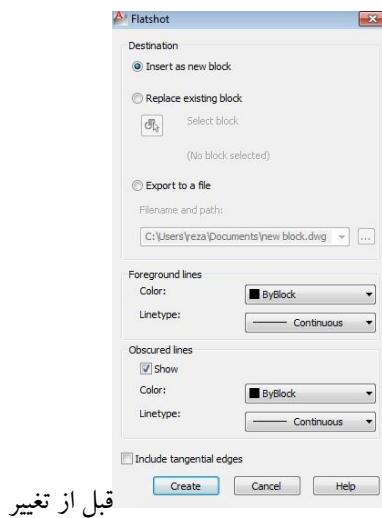 Flatshot
Destination
Insert as new block
Replace existing block
Select block
(No block selected)
Export to a file
Filename and path:
C:\Users\reza\Documents\new block.dwg
...
Foreground lines
Color:
ByBlock
Linetype:
Continuous
Obscured lines
Show
Color:
ByBlock
Linetype:
Continuous
Include tangential edges
Create Cancel Help
قبل از تغییر